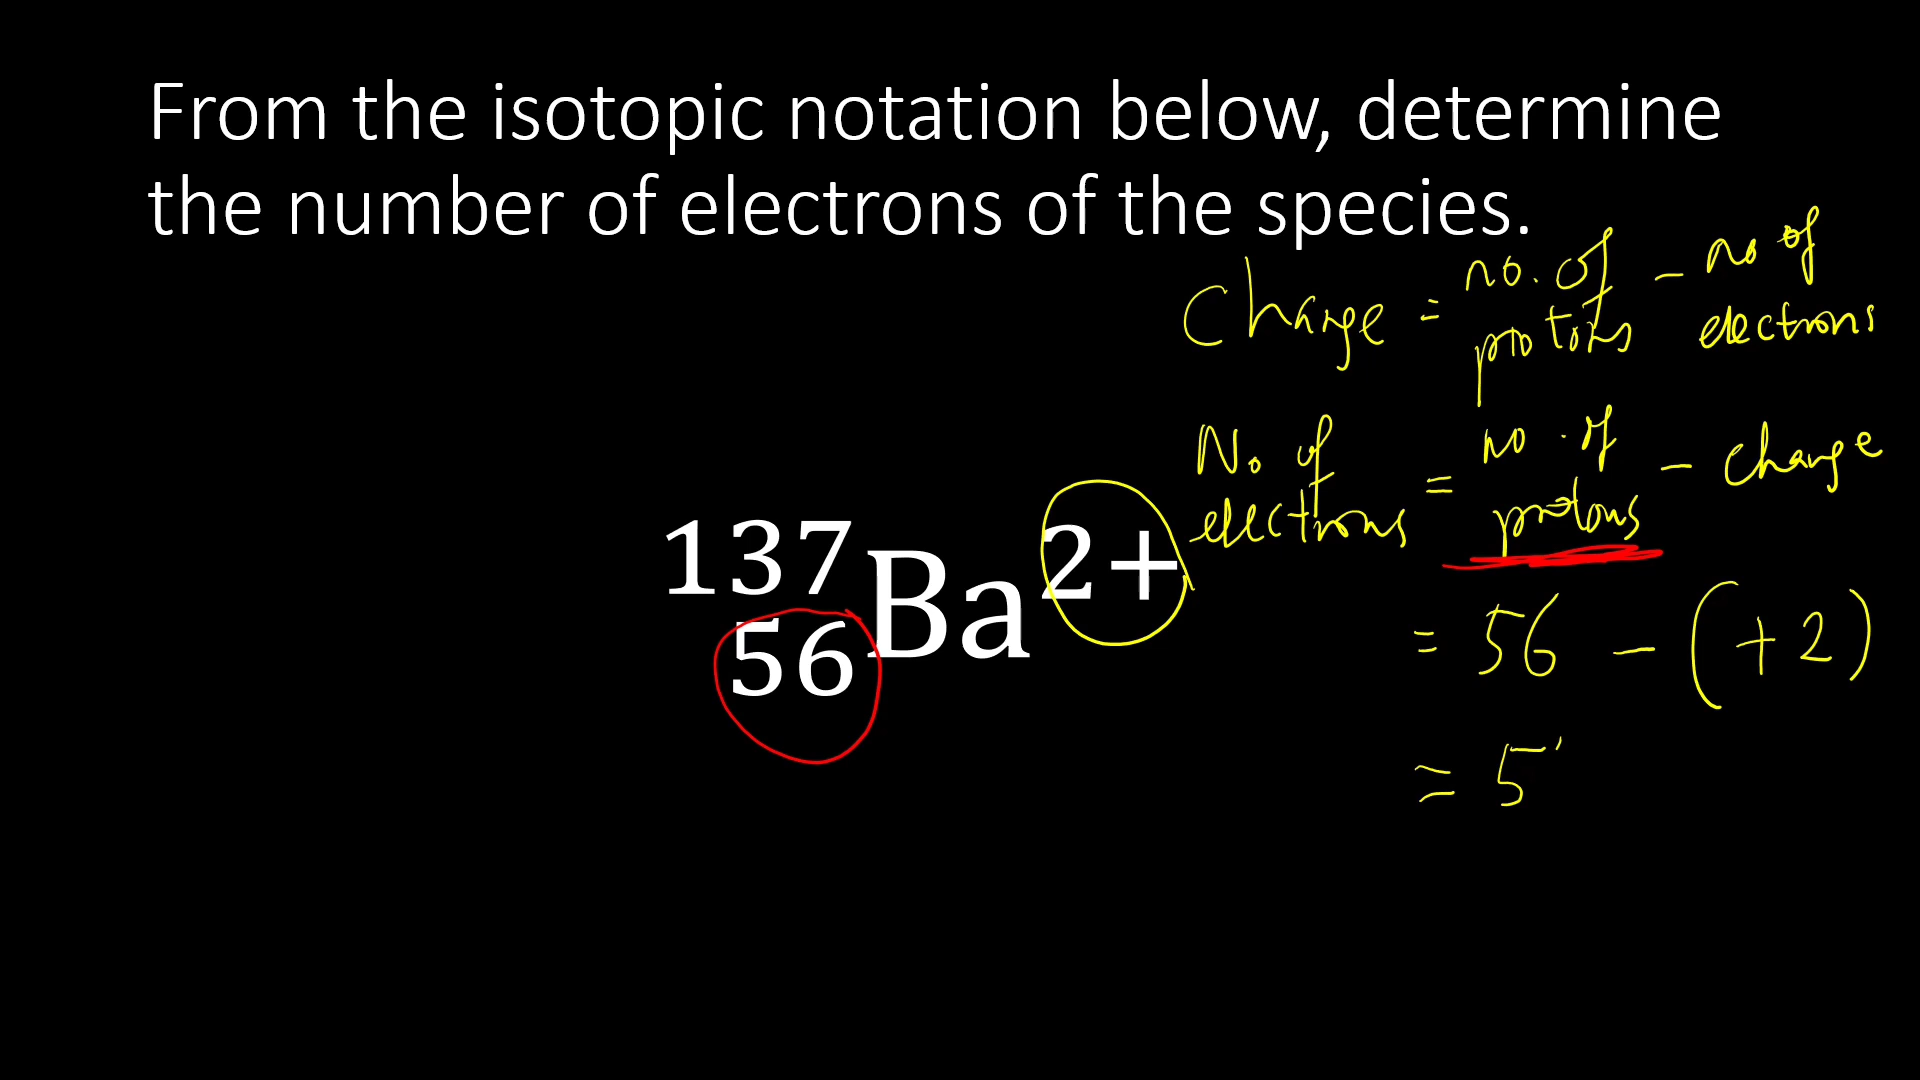 From the isotopic notation below, determine
the number of electrons of the species.
Charge = no. of protons - no of electrons
No of electrons = no. of protons - charge
137 56 Ba 2+
= 56 - (+2)
= 5